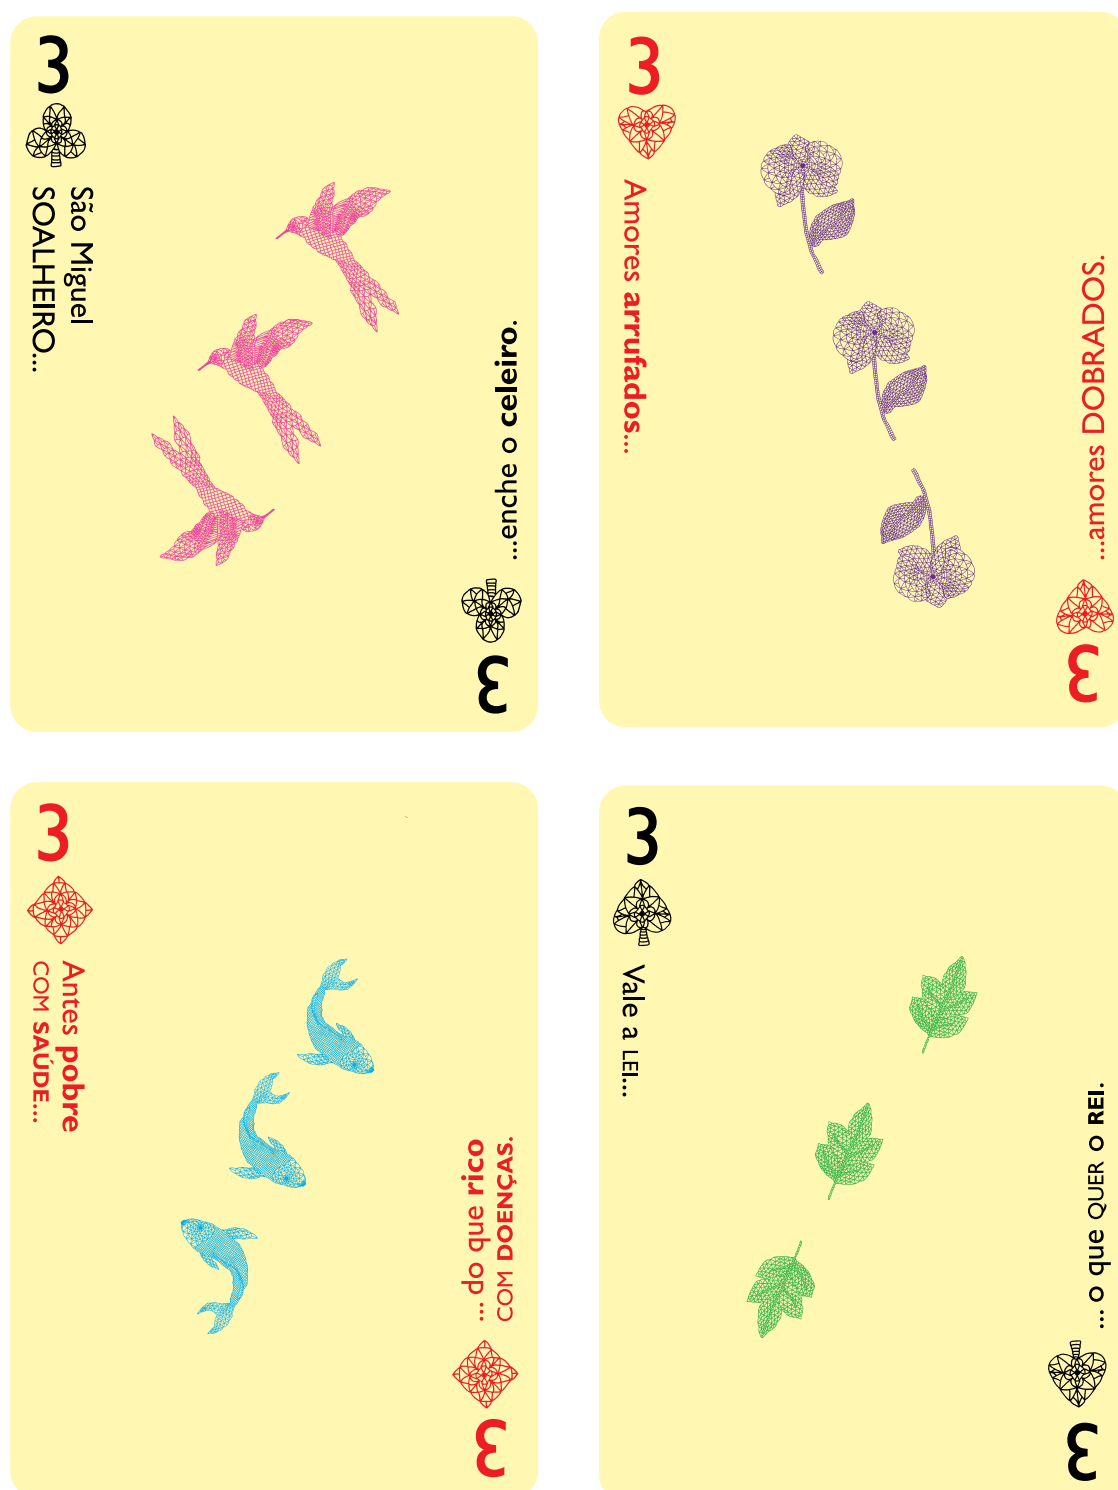 3
São Miguel
SOALHEIRO...
...enche o celeiro.
3
3
Amores arrufados...
...amores DOBRADOS.
3
3
Antes pobre
COM SAÚDE...
... do que rico
COM DOENÇAS.
3
3
Vale a LEI...
... o que QUER O REI.
3